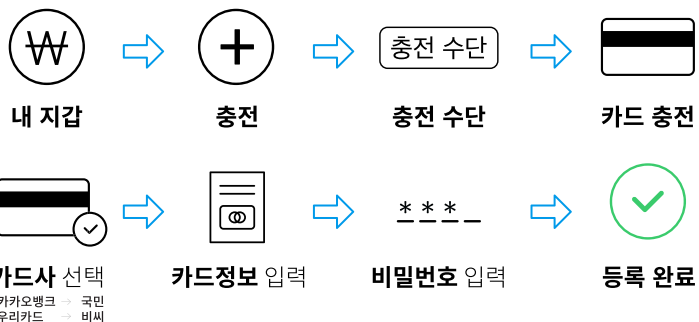 충전 수단
내 지갑 충전 충전 수단 카드 충전
카드사 선택 카드정보 입력 비밀번호 입력 등록 완료
카카오뱅크 → 국민
우리카드 → 비씨